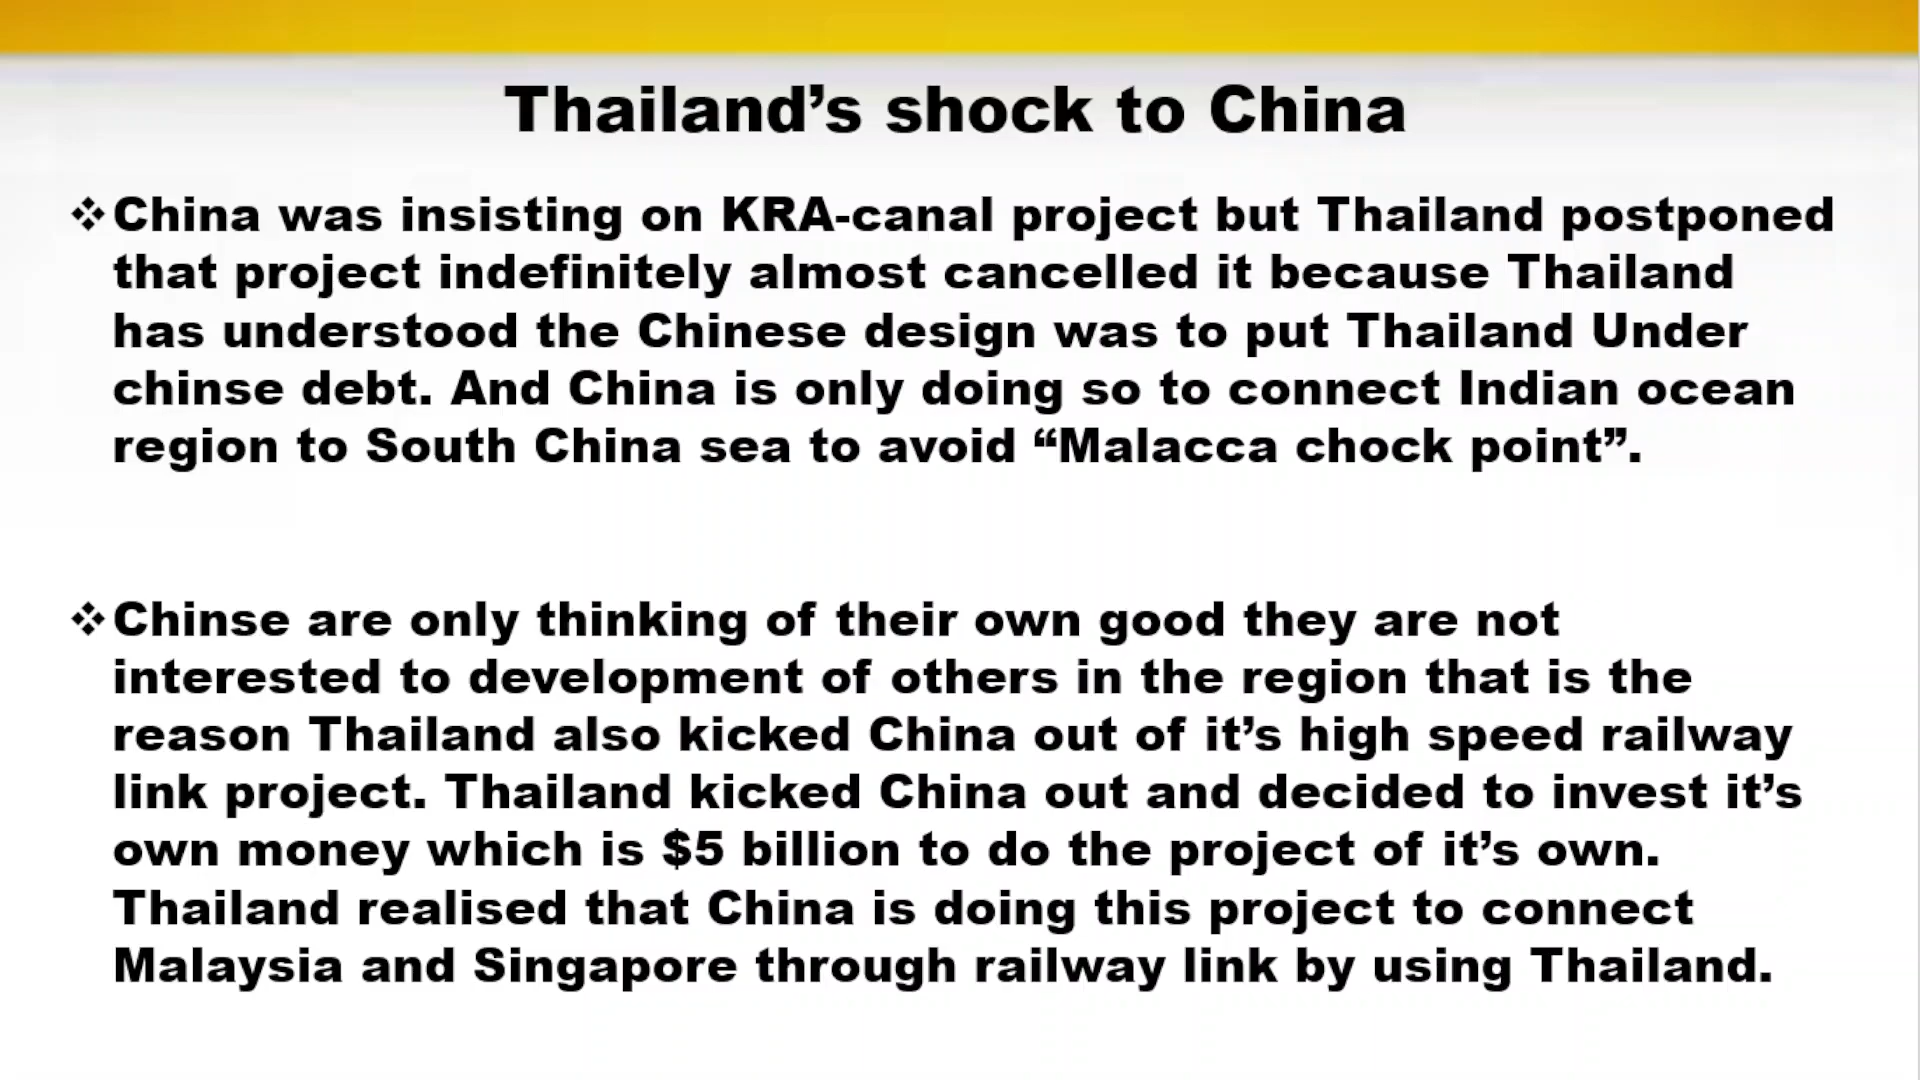 Thailand’s shock to China
❖China was insisting on KRA-canal project but Thailand postponed
that project indefinitely almost cancelled it because Thailand
has understood the Chinese design was to put Thailand Under
chinse debt. And China is only doing so to connect Indian ocean
region to South China sea to avoid “Malacca chock point”.
❖Chinse are only thinking of their own good they are not
interested to development of others in the region that is the
reason Thailand also kicked China out of it’s high speed railway
link project. Thailand kicked China out and decided to invest it’s
own money which is $5 billion to do the project of it’s own.
Thailand realised that China is doing this project to connect
Malaysia and Singapore through railway link by using Thailand.